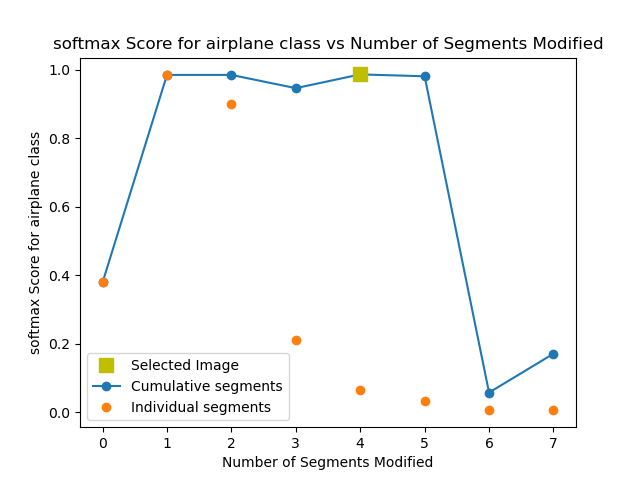 softmax Score for airplane class vs Number of Segments Modified
softmax Score for airplane class
1.0
0.8
0.6
0.4
0.2
0.0
Selected Image
Cumulative segments
Individual segments
0 1 2 3 4 5 6 7
Number of Segments Modified